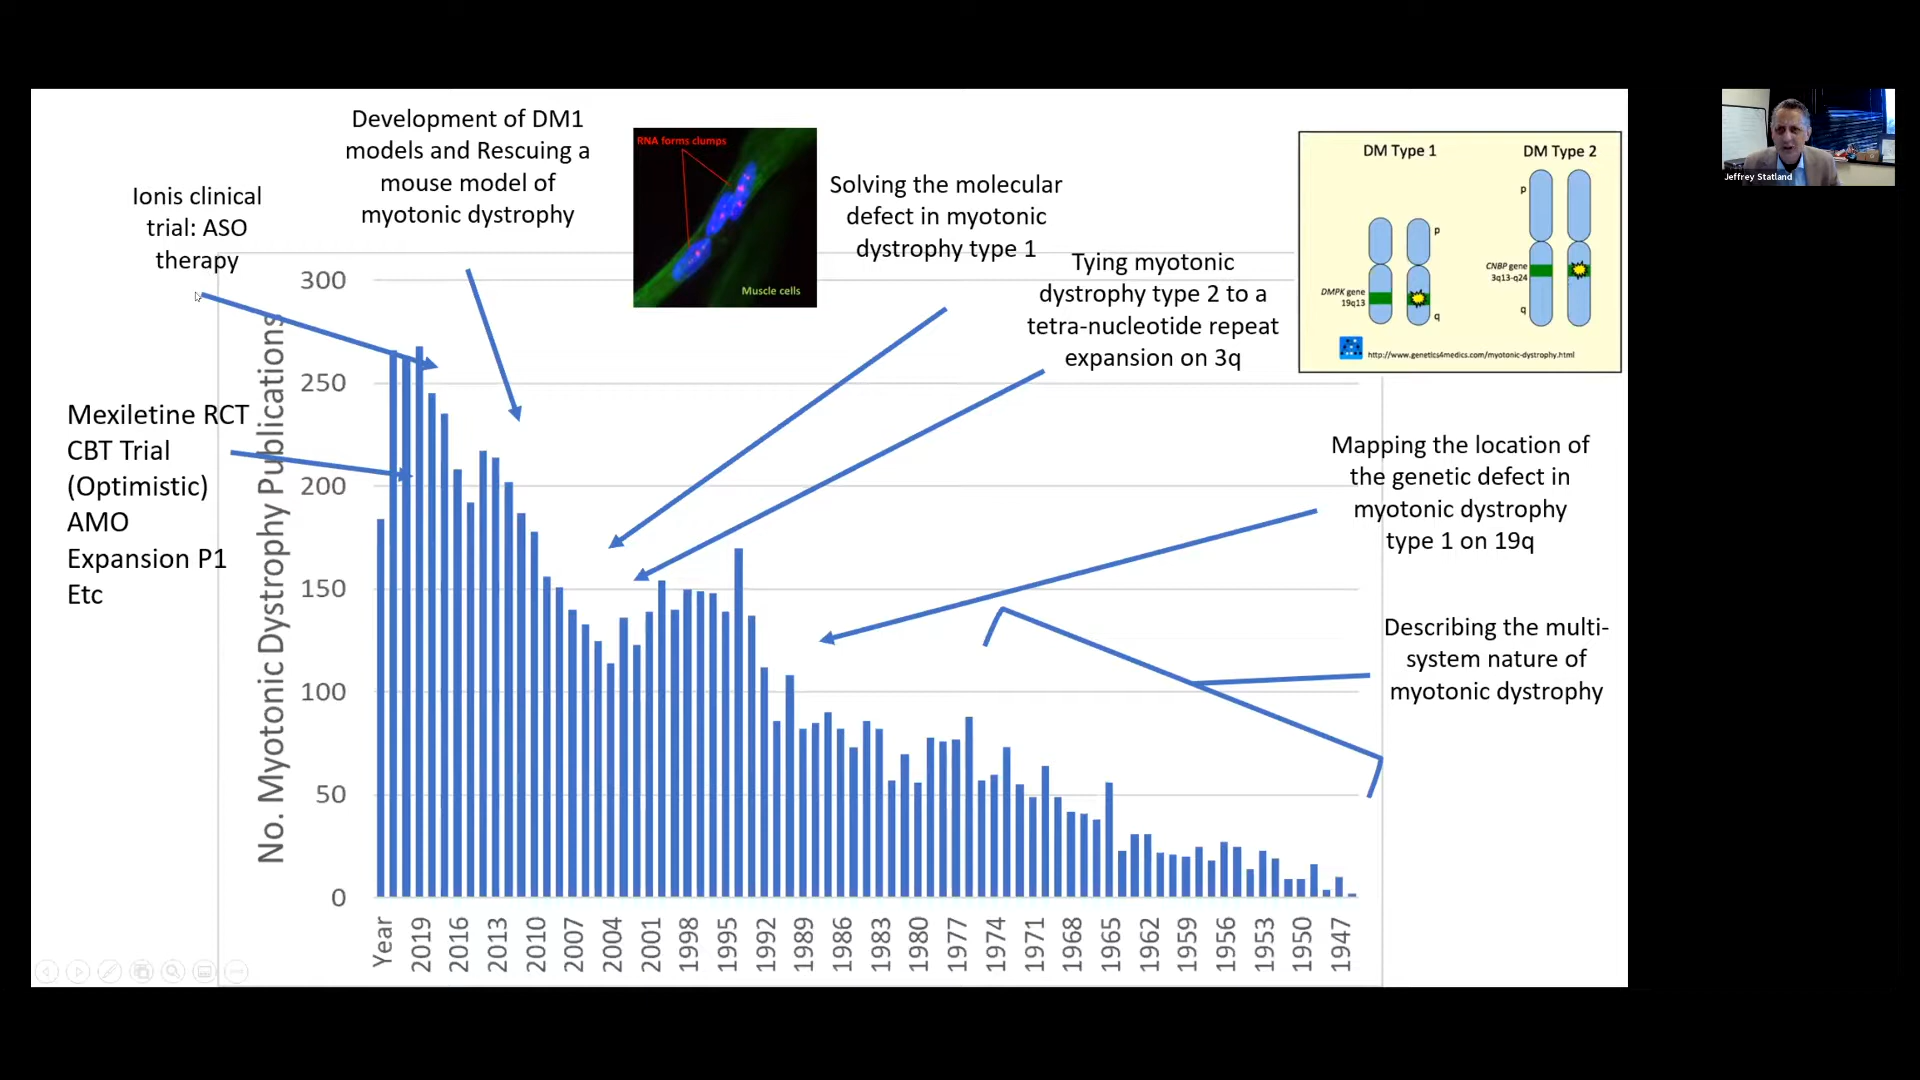 Development of DM1
models and Rescuing a
mouse model of
myotonic dystrophy
Ionis clinical
trial: ASO
therapy
RNA forms clumps
Muscle cells
Solving the molecular
defect in myotonic
dystrophy type 1
Tying myotonic
dystrophy type 2 to a
tetra-nucleotide repeat
expansion on 3q
DM Type 1
DM Type 2
p
p
CNBP gene
3q13-q24
DMPK gene
19q13
q
q
http://www.genetics4medics.com/myotonic-dystrophy.html
Jeffrey Statland
Mexiletine RCT
CBT Trial
(Optimistic)
AMO
Expansion P1
Etc
Mapping the location of
the genetic defect in
myotonic dystrophy
type 1 on 19q
Describing the multi-
system nature of
myotonic dystrophy
No. Myotonic Dystrophy Publications
300
250
200
150
100
50
0
Year
2019
2016
2013
2010
2007
2004
2001
1998
1995
1992
1989
1986
1983
1980
1977
1974
1971
1968
1965
1962
1959
1956
1953
1950
1947